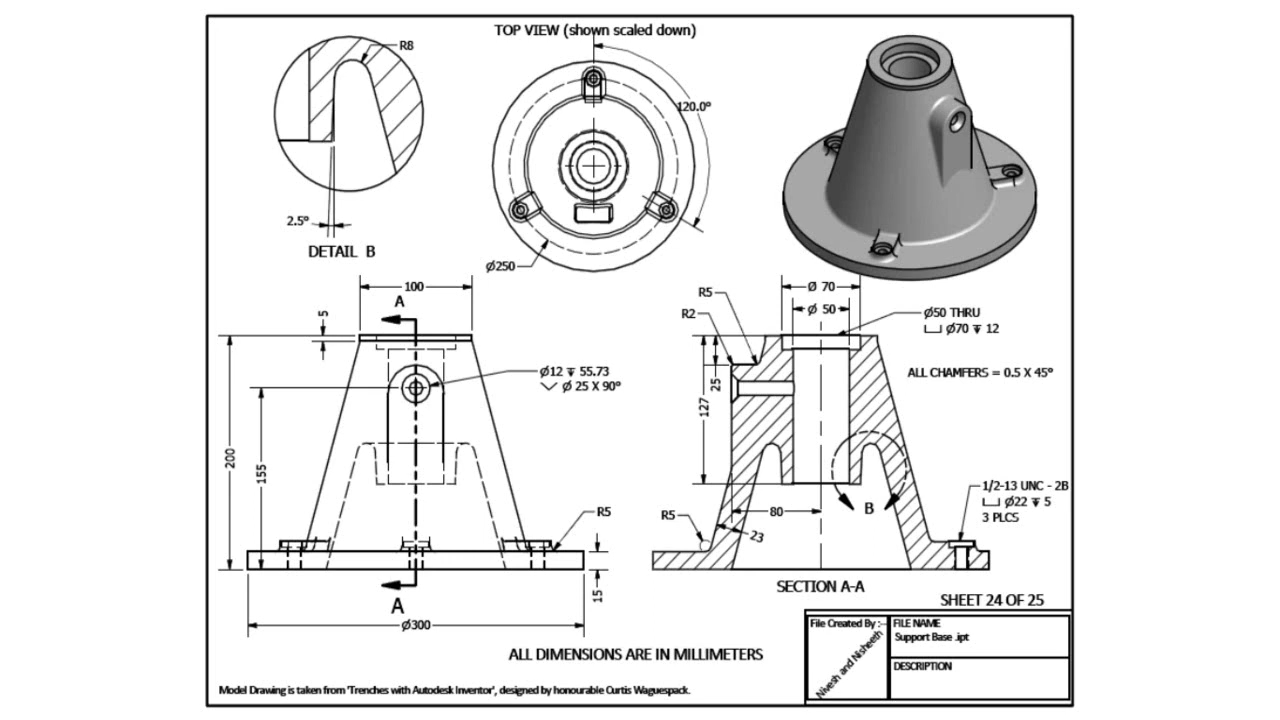 TOP VIEW (shown scaled down)
R8
120.0°
2.5°
DETAIL B
Ø250
100
A
5
Ø12 ↧ 55.73
⌵ Ø 25 X 90°
200
155
R5
15
A
Ø300
R5
R2
Ø 70
Ø 50
Ø50 THRU
⌴ Ø70 ↧ 12
ALL CHAMFERS = 0.5 X 45°
25
127
80
B
R5
23
1/2-13 UNC - 2B
⌴ Ø22 ↧ 5
3 PLCS
SECTION A-A
SHEET 24 OF 25
File Created By :-
Nivesh and Nisheeth
FILE NAME
Support Base .ipt
DESCRIPTION
ALL DIMENSIONS ARE IN MILLIMETERS
Model Drawing is taken from 'Trenches with Autodesk Inventor', designed by honourable Curtis Waguespack.